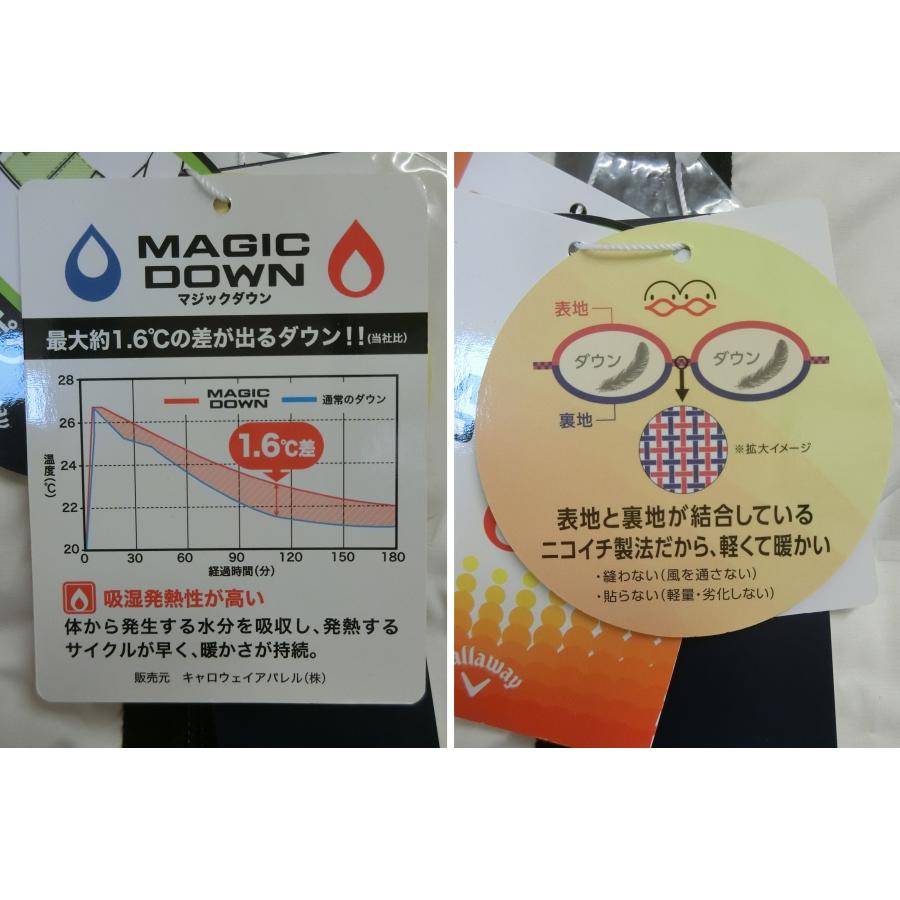 MAGIC
DOWN
マジックダウン
最大約1.6℃の差が出るダウン!!(当社比)
28
26
24
22
20
温度(℃)
MAGIC
DOWN
通常のダウン
1.6℃差
0 30 60 90 120 150 180
経過時間(分)
吸湿発熱性が高い
体から発生する水分を吸収し、発熱する
サイクルが早く、暖かさが持続。
販売元 キャロウェイアパレル(株)
表地
ダウン
ダウン
裏地
※拡大イメージ
表地と裏地が結合している
ニコイチ製法だから、軽くて暖かい
・縫わない(風を通さない)
・貼らない(軽量・劣化しない)
Callaway